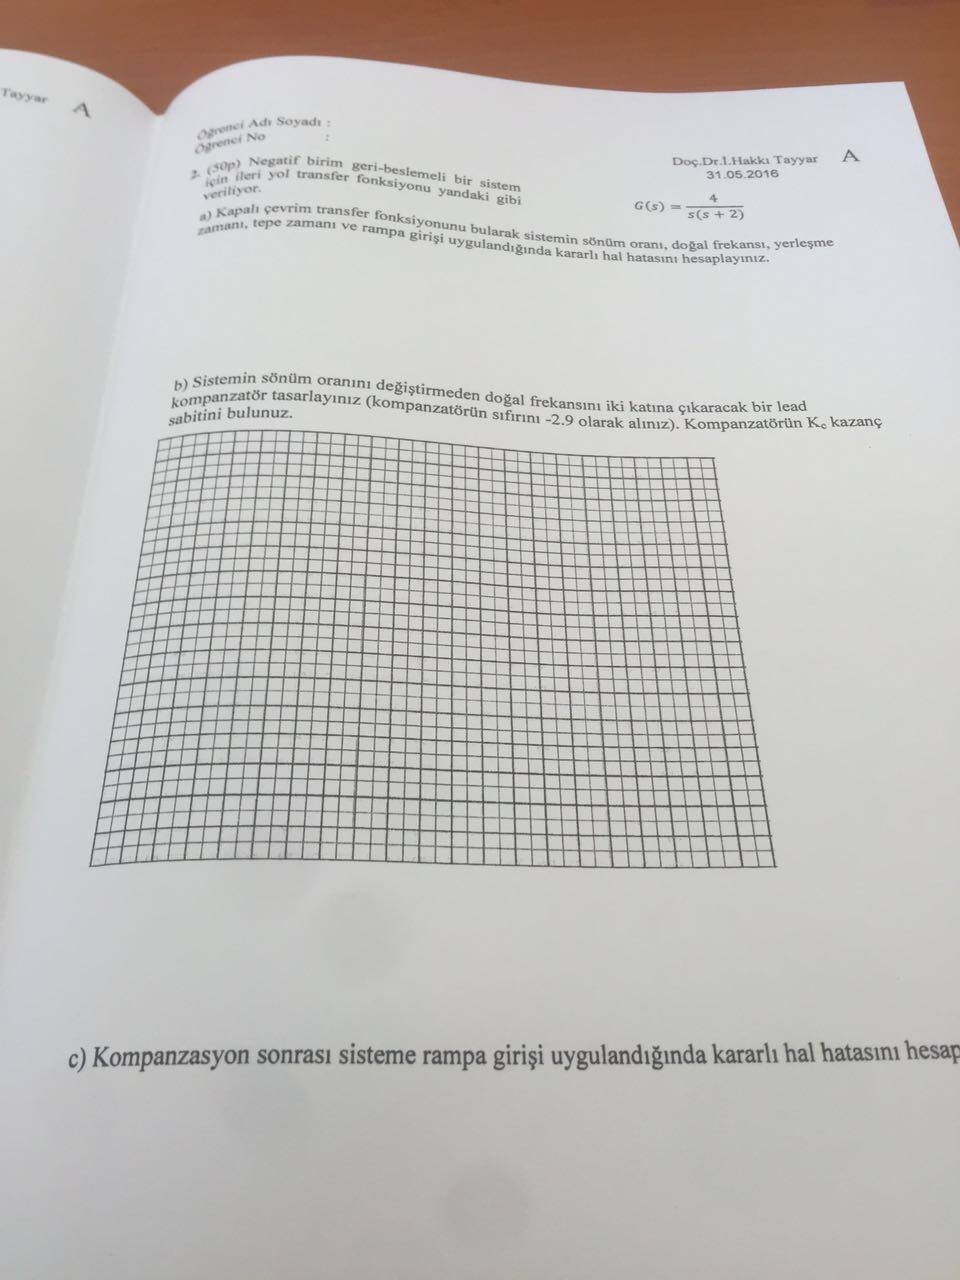 Tayyar A
Öğrenci Adı Soyadı :
Öğrenci No :
Doç.Dr.İ.Hakkı Tayyar A
31.05.2016
2. (50p) Negatif birim geri-beslemeli bir sistem
için ileri yol transfer fonksiyonu yandaki gibi
veriliyor.
G(s) = 4 / s(s + 2)
a) Kapalı çevrim transfer fonksiyonunu bularak sistemin sönüm oranı, doğal frekansı, yerleşme
zamanı, tepe zamanı ve rampa girişi uygulandığında kararlı hal hatasını hesaplayınız.
b) Sistemin sönüm oranını değiştirmeden doğal frekansını iki katına çıkaracak bir lead
kompanzatör tasarlayınız (kompanzatörün sıfırını -2.9 olarak alınız). Kompanzatörün Kc kazanç
sabitini bulunuz.
c) Kompanzasyon sonrası sisteme rampa girişi uygulandığında kararlı hal hatasını hesap